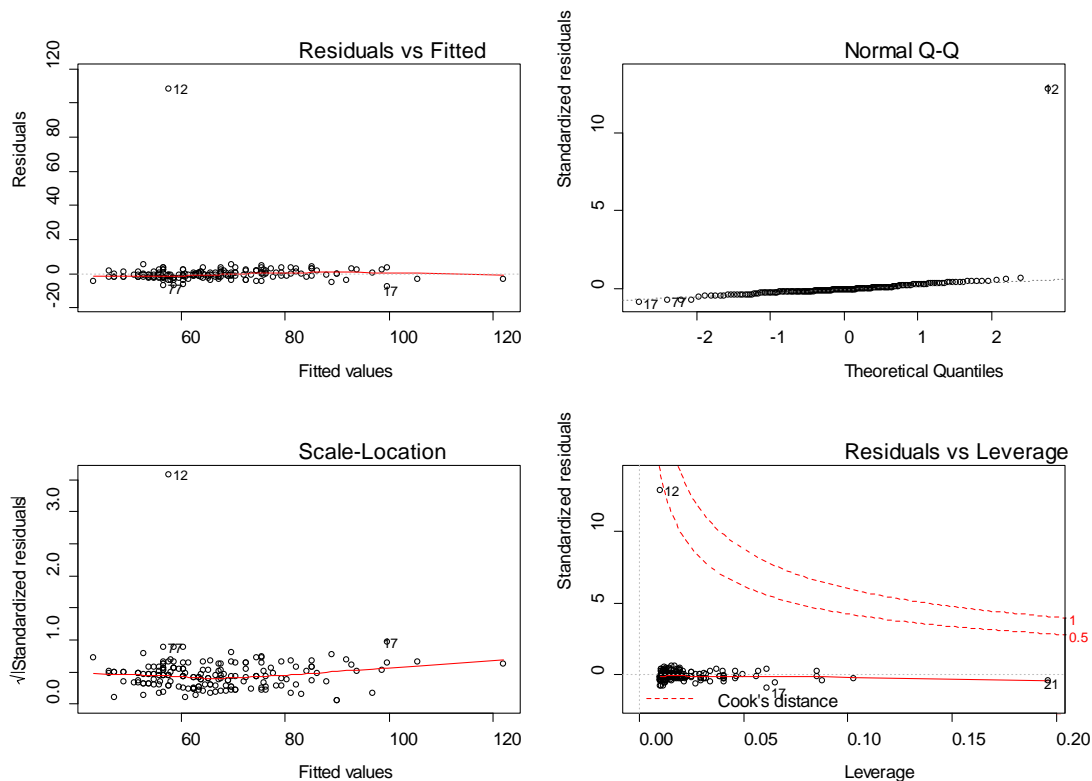 Residuals vs Fitted
Residuals
-20 0 20 40 60 80 100 120
12
77
17
60 80 100 120
Fitted values
Normal Q-Q
Standardized residuals
0 5 10
12
17
77
-2 -1 0 1 2
Theoretical Quantiles
Scale-Location
√|Standardized residuals|
0.0 1.0 2.0 3.0
12
77
17
60 80 100 120
Fitted values
Residuals vs Leverage
Standardized residuals
0 5 10
12
1
0.5
17
21
Cook's distance
0.00 0.05 0.10 0.15 0.20
Leverage